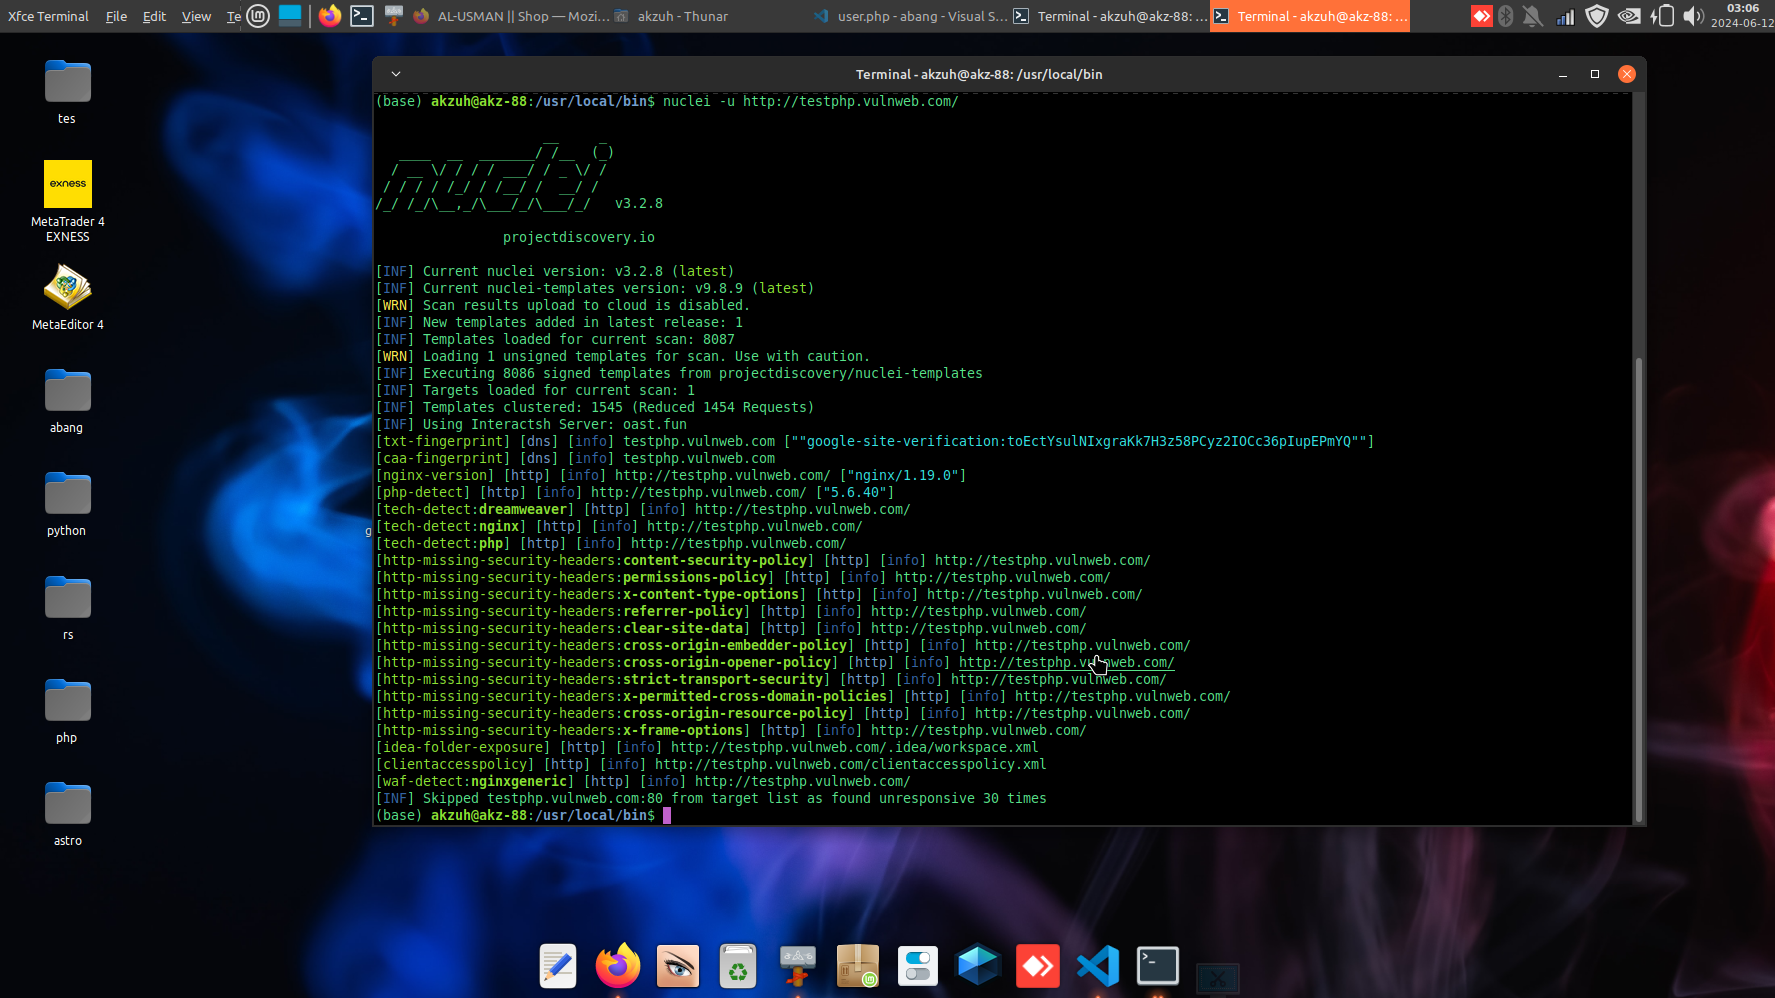 Xfce Terminal File Edit View Te AL-USMAN || Shop — Mozi... akzuh - Thunar user.php - abang - Visual S... Terminal - akzuh@akz-88: ... Terminal - akzuh@akz-88: ... 03:06
2024-06-12
tes
exness
MetaTrader 4
EXNESS
MetaEditor 4
abang
python
g
rs
php
astro
Terminal - akzuh@akz-88: /usr/local/bin
(base) akzuh@akz-88:/usr/local/bin$ nuclei -u http://testphp.vulnweb.com/
nuclei v3.2.8
projectdiscovery.io
[INF] Current nuclei version: v3.2.8 (latest)
[INF] Current nuclei-templates version: v9.8.9 (latest)
[WRN] Scan results upload to cloud is disabled.
[INF] New templates added in latest release: 1
[INF] Templates loaded for current scan: 8087
[WRN] Loading 1 unsigned templates for scan. Use with caution.
[INF] Executing 8086 signed templates from projectdiscovery/nuclei-templates
[INF] Targets loaded for current scan: 1
[INF] Templates clustered: 1545 (Reduced 1454 Requests)
[INF] Using Interactsh Server: oast.fun
[txt-fingerprint] [dns] [info] testphp.vulnweb.com [""google-site-verification:toEctYsulNIxgraKk7H3z58PCyz2IOCc36pIupEPmYQ""]
[caa-fingerprint] [dns] [info] testphp.vulnweb.com
[nginx-version] [http] [info] http://testphp.vulnweb.com/ ["nginx/1.19.0"]
[php-detect] [http] [info] http://testphp.vulnweb.com/ ["5.6.40"]
[tech-detect:dreamweaver] [http] [info] http://testphp.vulnweb.com/
[tech-detect:nginx] [http] [info] http://testphp.vulnweb.com/
[tech-detect:php] [http] [info] http://testphp.vulnweb.com/
[http-missing-security-headers:content-security-policy] [http] [info] http://testphp.vulnweb.com/
[http-missing-security-headers:permissions-policy] [http] [info] http://testphp.vulnweb.com/
[http-missing-security-headers:x-content-type-options] [http] [info] http://testphp.vulnweb.com/
[http-missing-security-headers:referrer-policy] [http] [info] http://testphp.vulnweb.com/
[http-missing-security-headers:clear-site-data] [http] [info] http://testphp.vulnweb.com/
[http-missing-security-headers:cross-origin-embedder-policy] [http] [info] http://testphp.vulnweb.com/
[http-missing-security-headers:cross-origin-opener-policy] [http] [info] http://testphp.vulnweb.com/
[http-missing-security-headers:strict-transport-security] [http] [info] http://testphp.vulnweb.com/
[http-missing-security-headers:x-permitted-cross-domain-policies] [http] [info] http://testphp.vulnweb.com/
[http-missing-security-headers:cross-origin-resource-policy] [http] [info] http://testphp.vulnweb.com/
[http-missing-security-headers:x-frame-options] [http] [info] http://testphp.vulnweb.com/
[idea-folder-exposure] [http] [info] http://testphp.vulnweb.com/.idea/workspace.xml
[clientaccesspolicy] [http] [info] http://testphp.vulnweb.com/clientaccesspolicy.xml
[waf-detect:nginxgeneric] [http] [info] http://testphp.vulnweb.com/
[INF] Skipped testphp.vulnweb.com:80 from target list as found unresponsive 30 times
(base) akzuh@akz-88:/usr/local/bin$